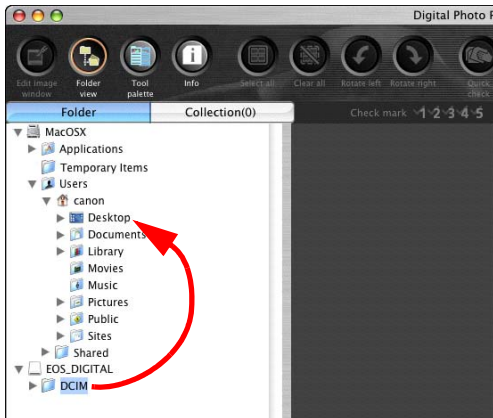 Digital Photo P
Edit image window
Folder view
Tool palette
Info
Select all
Clear all
Rotate left
Rotate right
Quick check
Folder
Collection(0)
Check mark 1 2 3 4 5
MacOSX
Applications
Temporary Items
Users
canon
Desktop
Documents
Library
Movies
Music
Pictures
Public
Sites
Shared
EOS_DIGITAL
DCIM